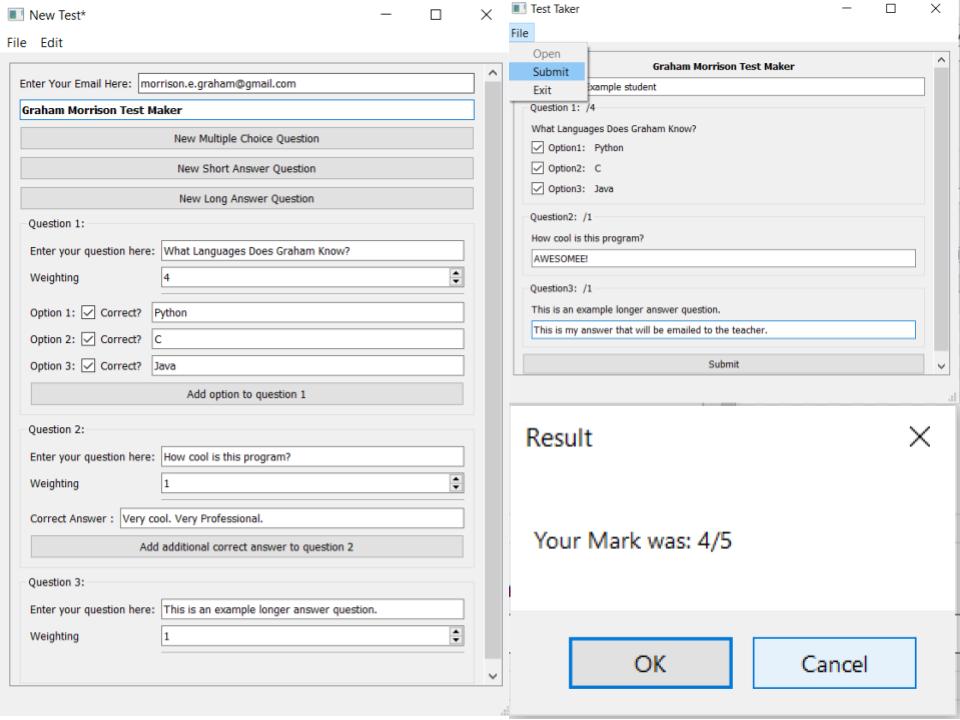 New Test*
File Edit
Enter Your Email Here: morrison.e.graham@gmail.com
Graham Morrison Test Maker
New Multiple Choice Question
New Short Answer Question
New Long Answer Question
Question 1:
Enter your question here: What Languages Does Graham Know?
Weighting 4
Option 1: Correct? Python
Option 2: Correct? C
Option 3: Correct? Java
Add option to question 1
Question 2:
Enter your question here: How cool is this program?
Weighting 1
Correct Answer : Very cool. Very Professional.
Add additional correct answer to question 2
Question 3:
Enter your question here: This is an example longer answer question.
Weighting 1
Test Taker
File
Open
Submit
Exit
Graham Morrison Test Maker
Example student
Question 1: /4
What Languages Does Graham Know?
Option1: Python
Option2: C
Option3: Java
Question2: /1
How cool is this program?
AWESOMEE!
Question3: /1
This is an example longer answer question.
This is my answer that will be emailed to the teacher.
Submit
Result
Your Mark was: 4/5
OK Cancel